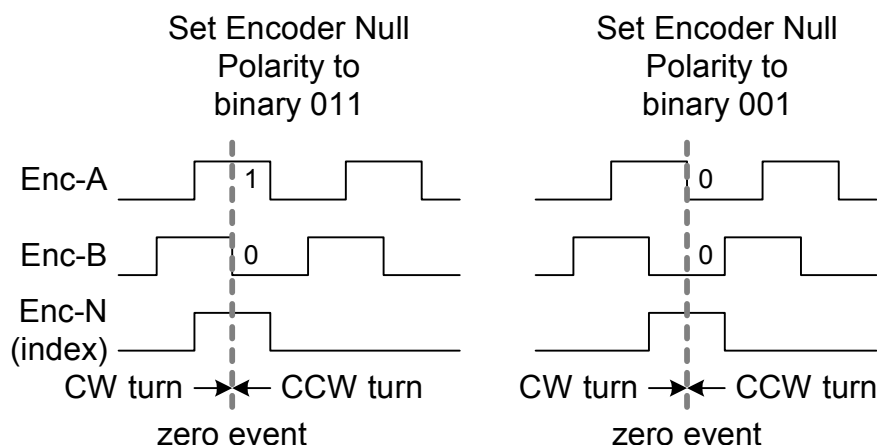 Set Encoder Null
Polarity to
binary 011
Enc-A
1
Enc-B
0
Enc-N
(index)
CW turn
CCW turn
zero event
Set Encoder Null
Polarity to
binary 001
0
0
CW turn
CCW turn
zero event